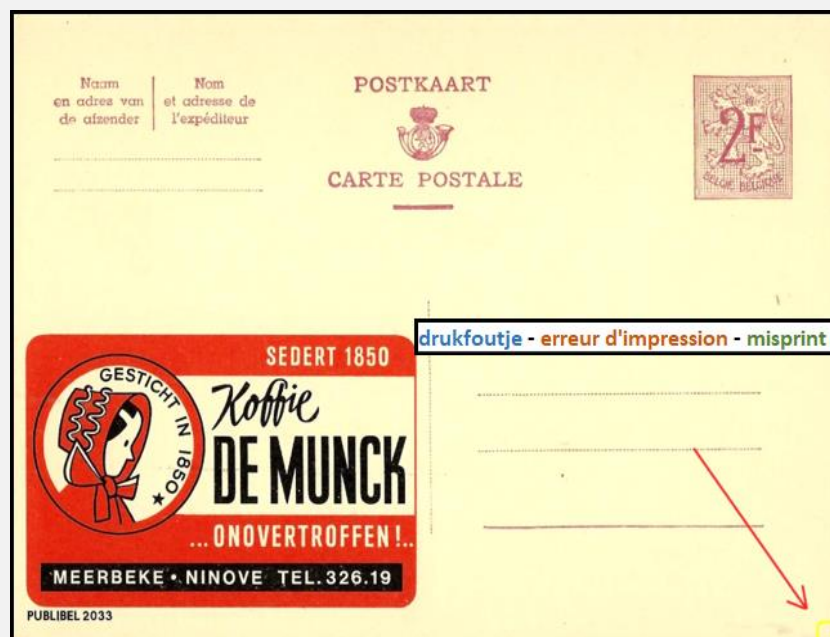 Naam
en adres van
de afzender
Nom
et adresse de
l'expéditeur
POSTKAART
CARTE POSTALE
2F
BELGIE BELGIQUE
drukfoutje - erreur d'impression - misprint
SEDERT 1850
GESTICHT IN 1850 ★
Koffie
DE MUNCK
...ONOVERTROFFEN!..
MEERBEKE • NINOVE TEL. 326.19
PUBLIBEL 2033